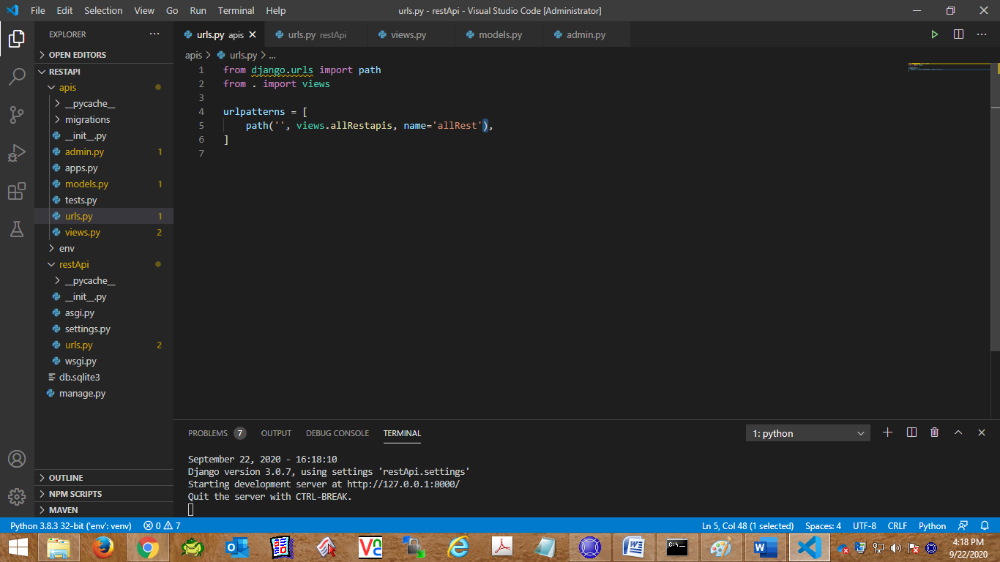 File Edit Selection View Go Run Terminal Help urls.py - restApi - Visual Studio Code [Administrator]
EXPLORER ...
OPEN EDITORS
RESTAPI
apis
__pycache__
migrations
__init__.py
admin.py 1
apps.py
models.py 1
tests.py
urls.py 1
views.py 2
env
restApi
__pycache__
__init__.py
asgi.py
settings.py
urls.py 2
wsgi.py
db.sqlite3
manage.py
OUTLINE
NPM SCRIPTS
MAVEN
urls.py apis urls.py restApi views.py models.py admin.py ...
apis > urls.py > ...
1 from django.urls import path
2 from . import views
3
4 urlpatterns = [
5 path('', views.allRestapis, name='allRest'),
6 ]
7
PROBLEMS 7 OUTPUT DEBUG CONSOLE TERMINAL 1: python
September 22, 2020 - 16:18:10
Django version 3.0.7, using settings 'restApi.settings'
Starting development server at http://127.0.0.1:8000/
Quit the server with CTRL-BREAK.
Python 3.8.3 32-bit ('env': venv) 0 7 Ln 5, Col 48 (1 selected) Spaces: 4 UTF-8 CRLF Python
4:18 PM
9/22/2020